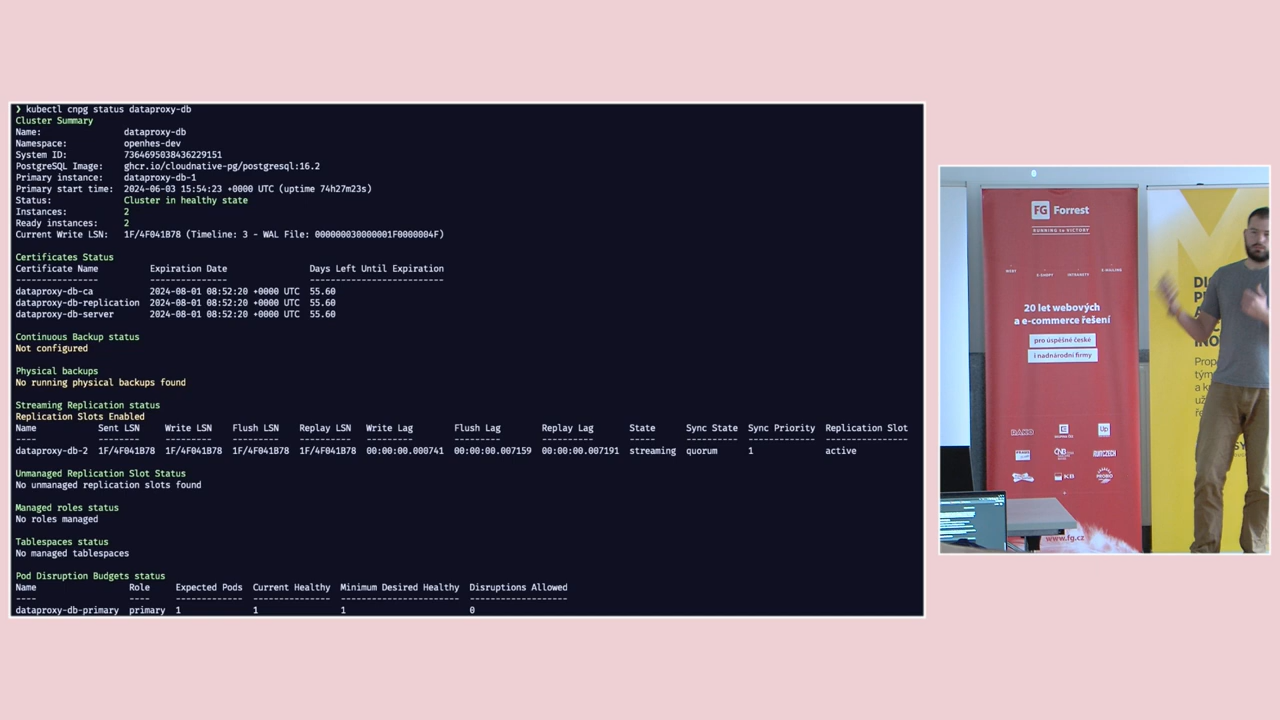 ❯ kubectl cnpg status dataproxy-db
Cluster Summary
Name: dataproxy-db
Namespace: openhes-dev
System ID: 7364695038436229151
PostgreSQL Image: ghcr.io/cloudnative-pg/postgresql:16.2
Primary instance: dataproxy-db-1
Primary start time: 2024-06-03 15:54:23 +0000 UTC (uptime 74h27m23s)
Status: Cluster in healthy state
Instances: 2
Ready instances: 2
Current Write LSN: 1F/4F041B78 (Timeline: 3 - WAL File: 000000030000001F0000004F)
Certificates Status
Certificate Name Expiration Date Days Left Until Expiration
---------------- --------------- --------------------------
dataproxy-db-ca 2024-08-01 08:52:20 +0000 UTC 55.60
dataproxy-db-replication 2024-08-01 08:52:20 +0000 UTC 55.60
dataproxy-db-server 2024-08-01 08:52:20 +0000 UTC 55.60
Continuous Backup status
Not configured
Physical backups
No running physical backups found
Streaming Replication status
Replication Slots Enabled
Name Sent LSN Write LSN Flush LSN Replay LSN Write Lag Flush Lag Replay Lag State Sync State Sync Priority Replication Slot
---- -------- --------- --------- ---------- --------- --------- ---------- ----- ---------- ------------- ----------------
dataproxy-db-2 1F/4F041B78 1F/4F041B78 1F/4F041B78 1F/4F041B78 00:00:00.000741 00:00:00.007159 00:00:00.007191 streaming quorum 1 active
Unmanaged Replication Slot Status
No unmanaged replication slots found
Managed roles status
No roles managed
Tablespaces status
No managed tablespaces
Pod Disruption Budgets status
Name Role Expected Pods Current Healthy Minimum Desired Healthy Disruptions Allowed
---- ---- ------------- --------------- ----------------------- -------------------
dataproxy-db-primary primary 1 1 1 0
FG Forrest
RUNNING to VICTORY
WEBY E-SHOPY INTRANETY E-MAILING
20 let webových
a e-commerce řešení
pro úspěšné české
i nadnárodní firmy
RAKO
Up
ČNB
KB
PROBIO
www.fg.cz